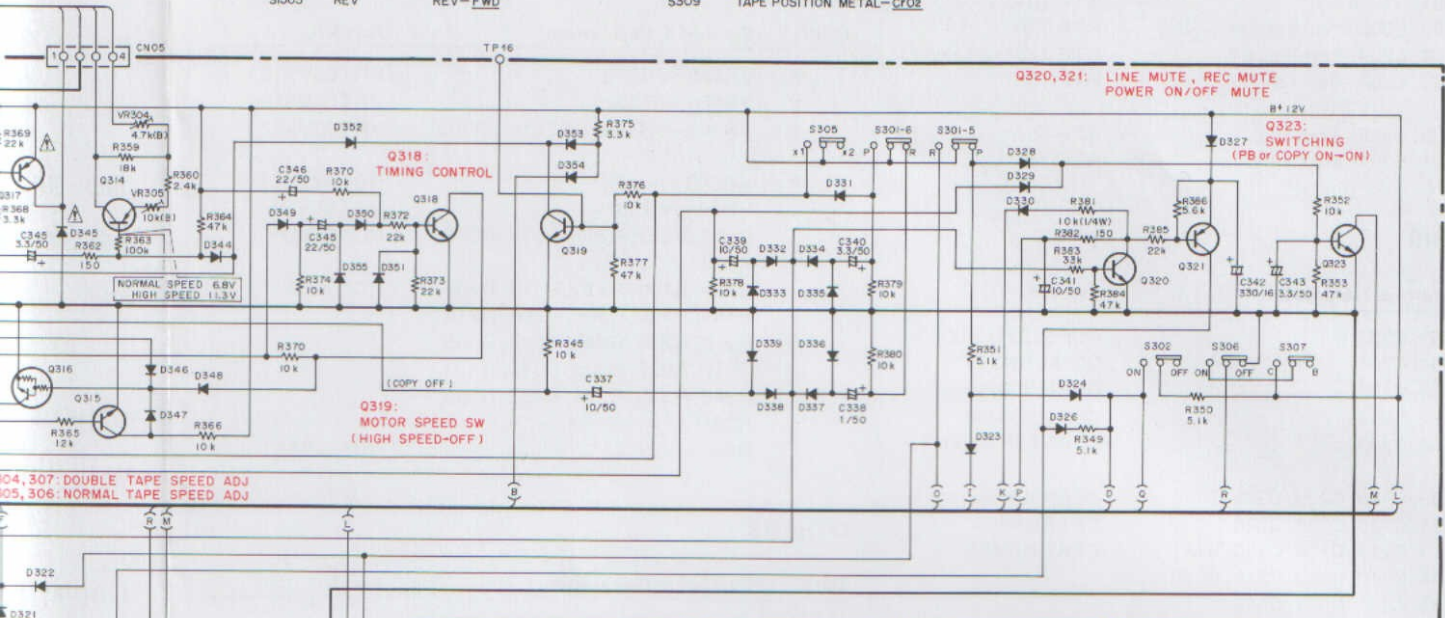 S1303 REV REV-FWD S309 TAPE POSITION METAL-CrO2
1 4 CN05 TP16
Q320,321: LINE MUTE, REC MUTE
POWER ON/OFF MUTE
B+12V
VR304
4.7k(B)
R369
22k
R359
18k
Q314
R360
2.4k
VR305
10k(B)
Q317
R368
3.3k
D345
C345
3.3/50
R362
150
R363
100k
R364
47k
D344
NORMAL SPEED 6.8V
HIGH SPEED 11.3V
D352
Q318:
TIMING CONTROL
C346
22/50
R370
10k
Q318
D349
C345
22/50
D350
R372
22k
R374
10k
D355
D351
R373
22k
D353
R375
3.3k
D354
Q319
R376
10k
R377
47k
S305
x1 x2
S301-6
P R
S301-5
R P
D331
D328
D329
D330
C339
10/50
D332
D334
C340
3.3/50
R378
10k
D333
D335
R379
10k
R381
10k(1/4W)
R382 150
R383
33k
C341
10/50
R384
47k
Q320
R385
22k
R386
5.6k
Q321
D327
Q323:
SWITCHING
(PB or COPY ON-ON)
R352
10k
Q323
C342
330/16
C343
3.3/50
R353
47k
Q316
D346
D348
R370
10k
Q315
D347
R365
12k
R366
10k
(COPY OFF)
Q319:
MOTOR SPEED SW
(HIGH SPEED-OFF)
R345
10k
C337
10/50
D339
D336
R380
10k
D338
D337
C338
1/50
R351
5.1k
D323
D324
D326
R349
5.1k
S302
ON OFF
S306
ON OFF
S307
C B
R350
5.1k
304,307: DOUBLE TAPE SPEED ADJ
305,306: NORMAL TAPE SPEED ADJ
B O I K P D Q R M L
F R M L
D322
D321